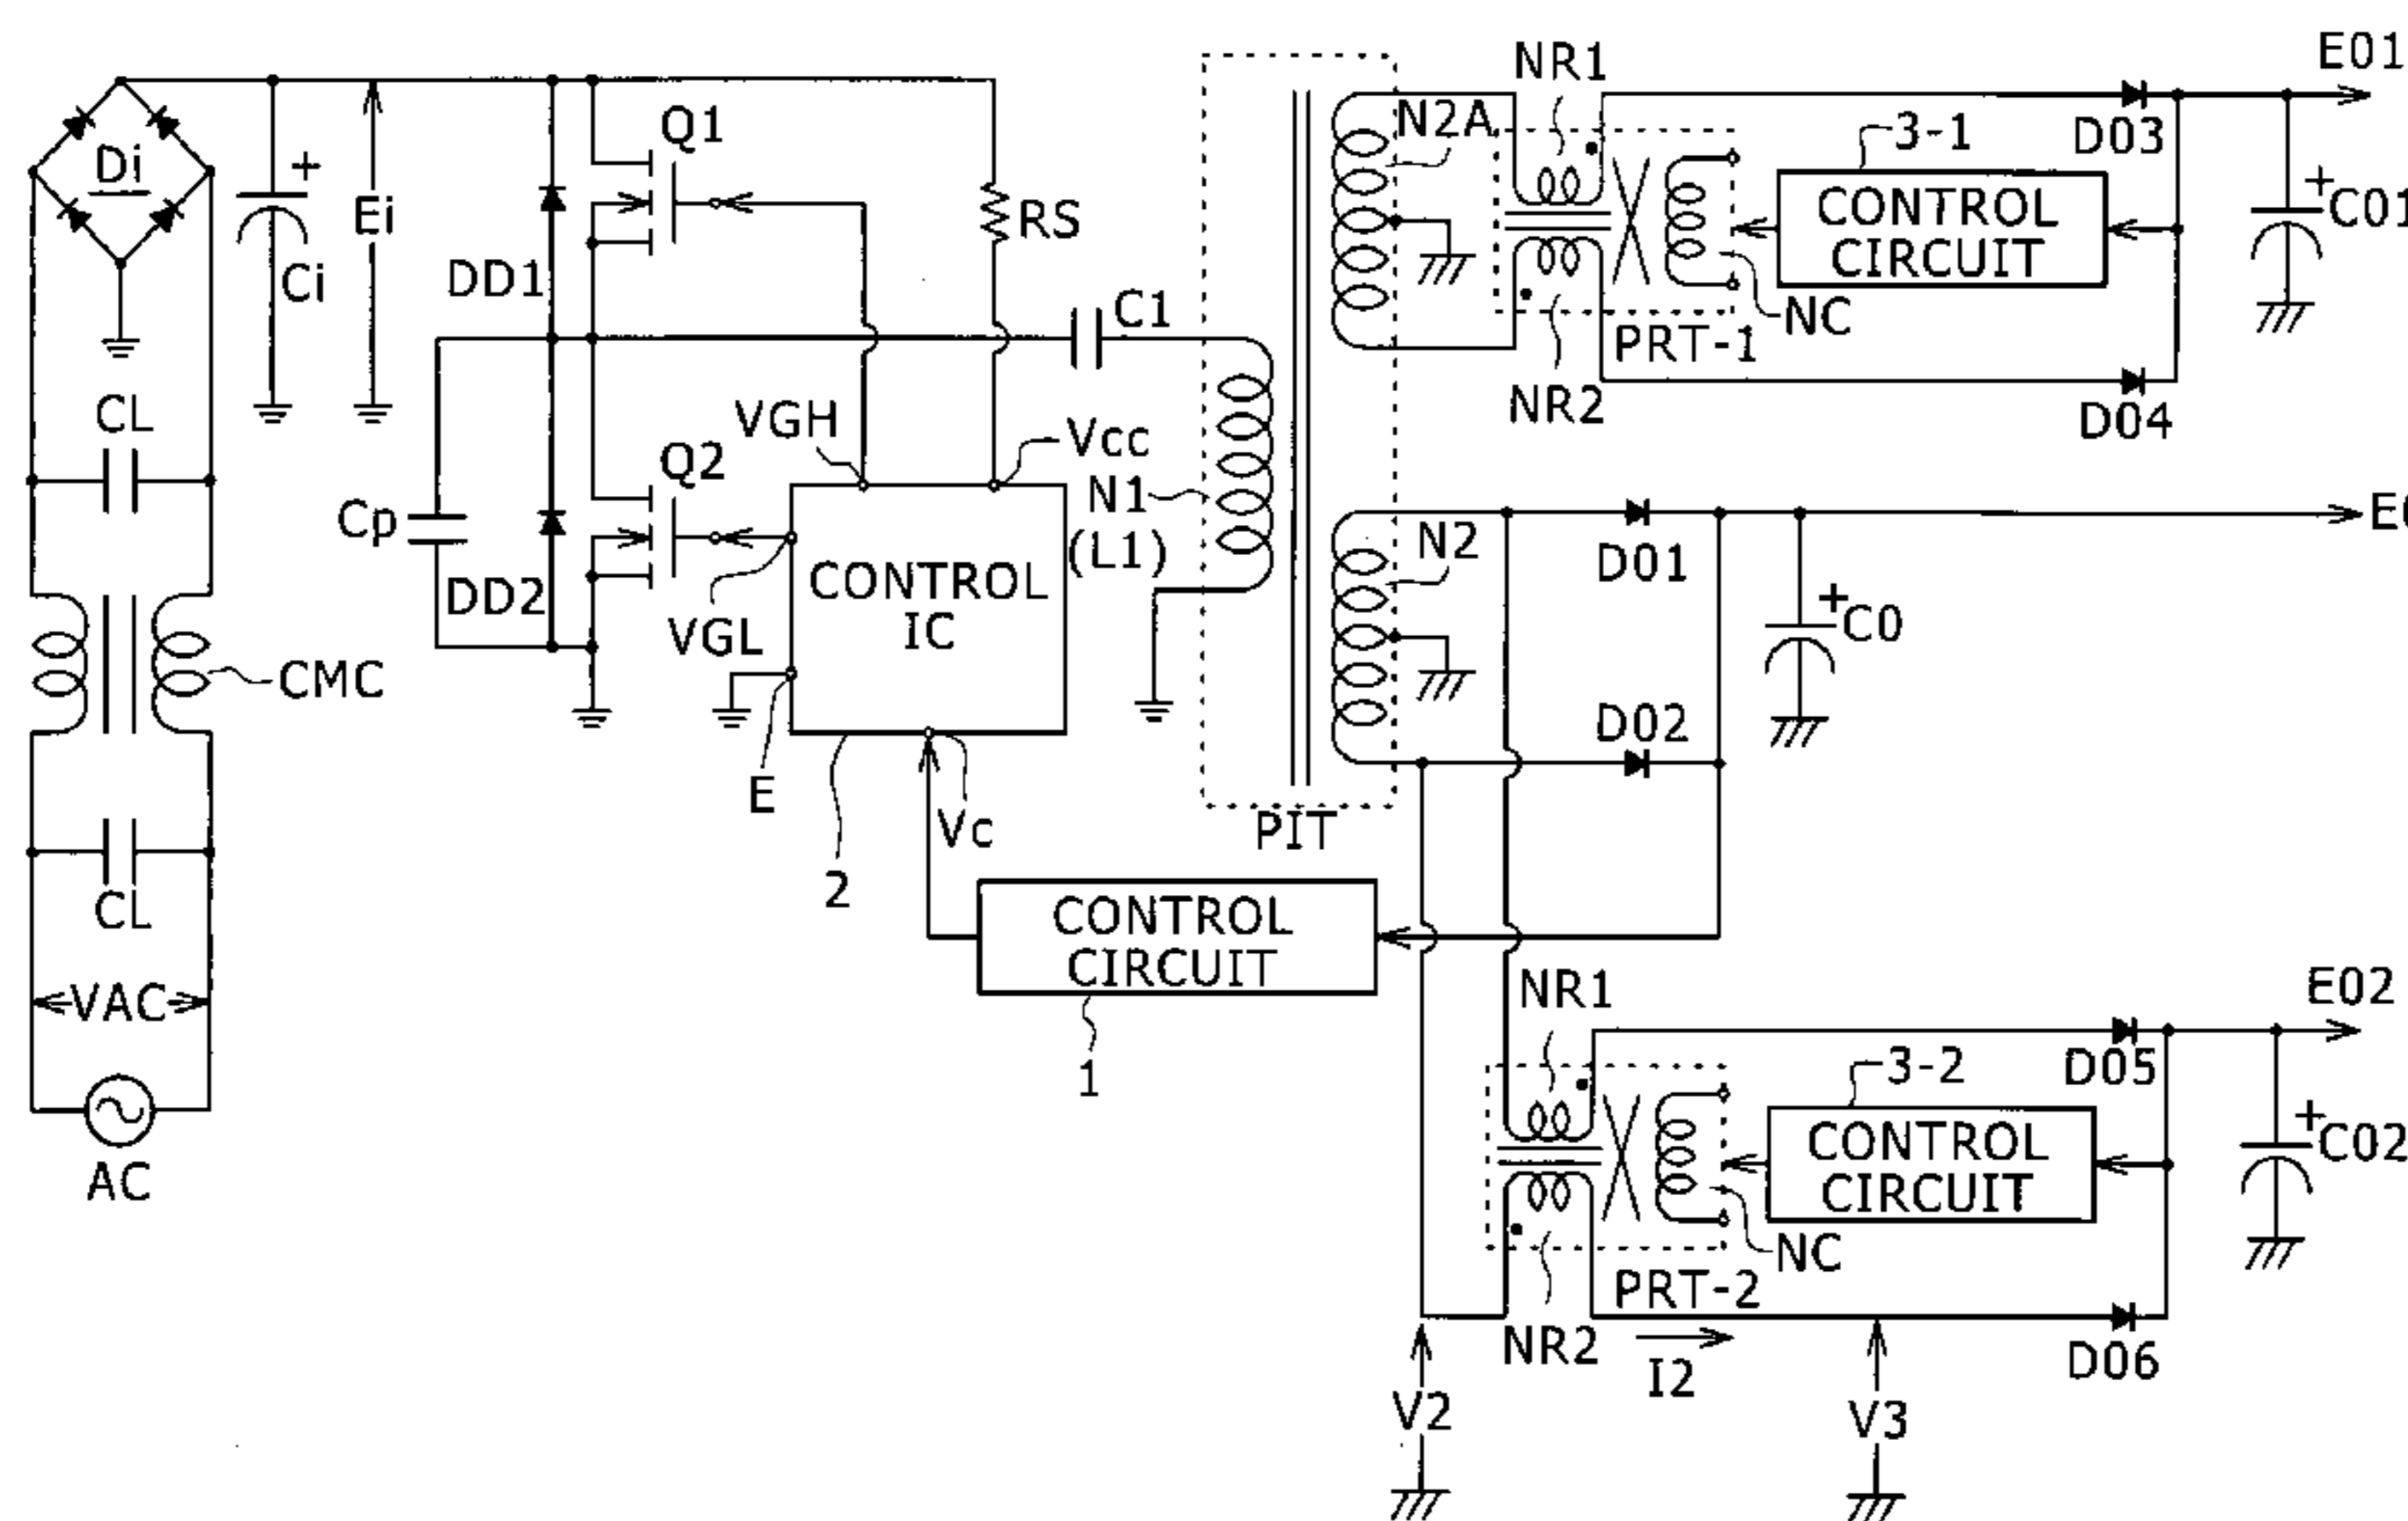 NR1
E01
Q1
N2A
3-1
D03
Di
+
Ei
RS
CONTROL
CIRCUIT
+
C01
Ci
DD1
C1
NC
PRT-1
CL
VGH
Vcc
NR2
D04
Q2
N1
(L1)
N2
Cp
D01
CONTROL
IC
DD2
+
C0
VGL
CMC
D02
E
Vc
PIT
2
CL
CONTROL
CIRCUIT
VAC
NR1
E02
1
3-2
D05
+
C02
CONTROL
CIRCUIT
AC
NC
PRT-2
NR2
I2
D06
V2
V3